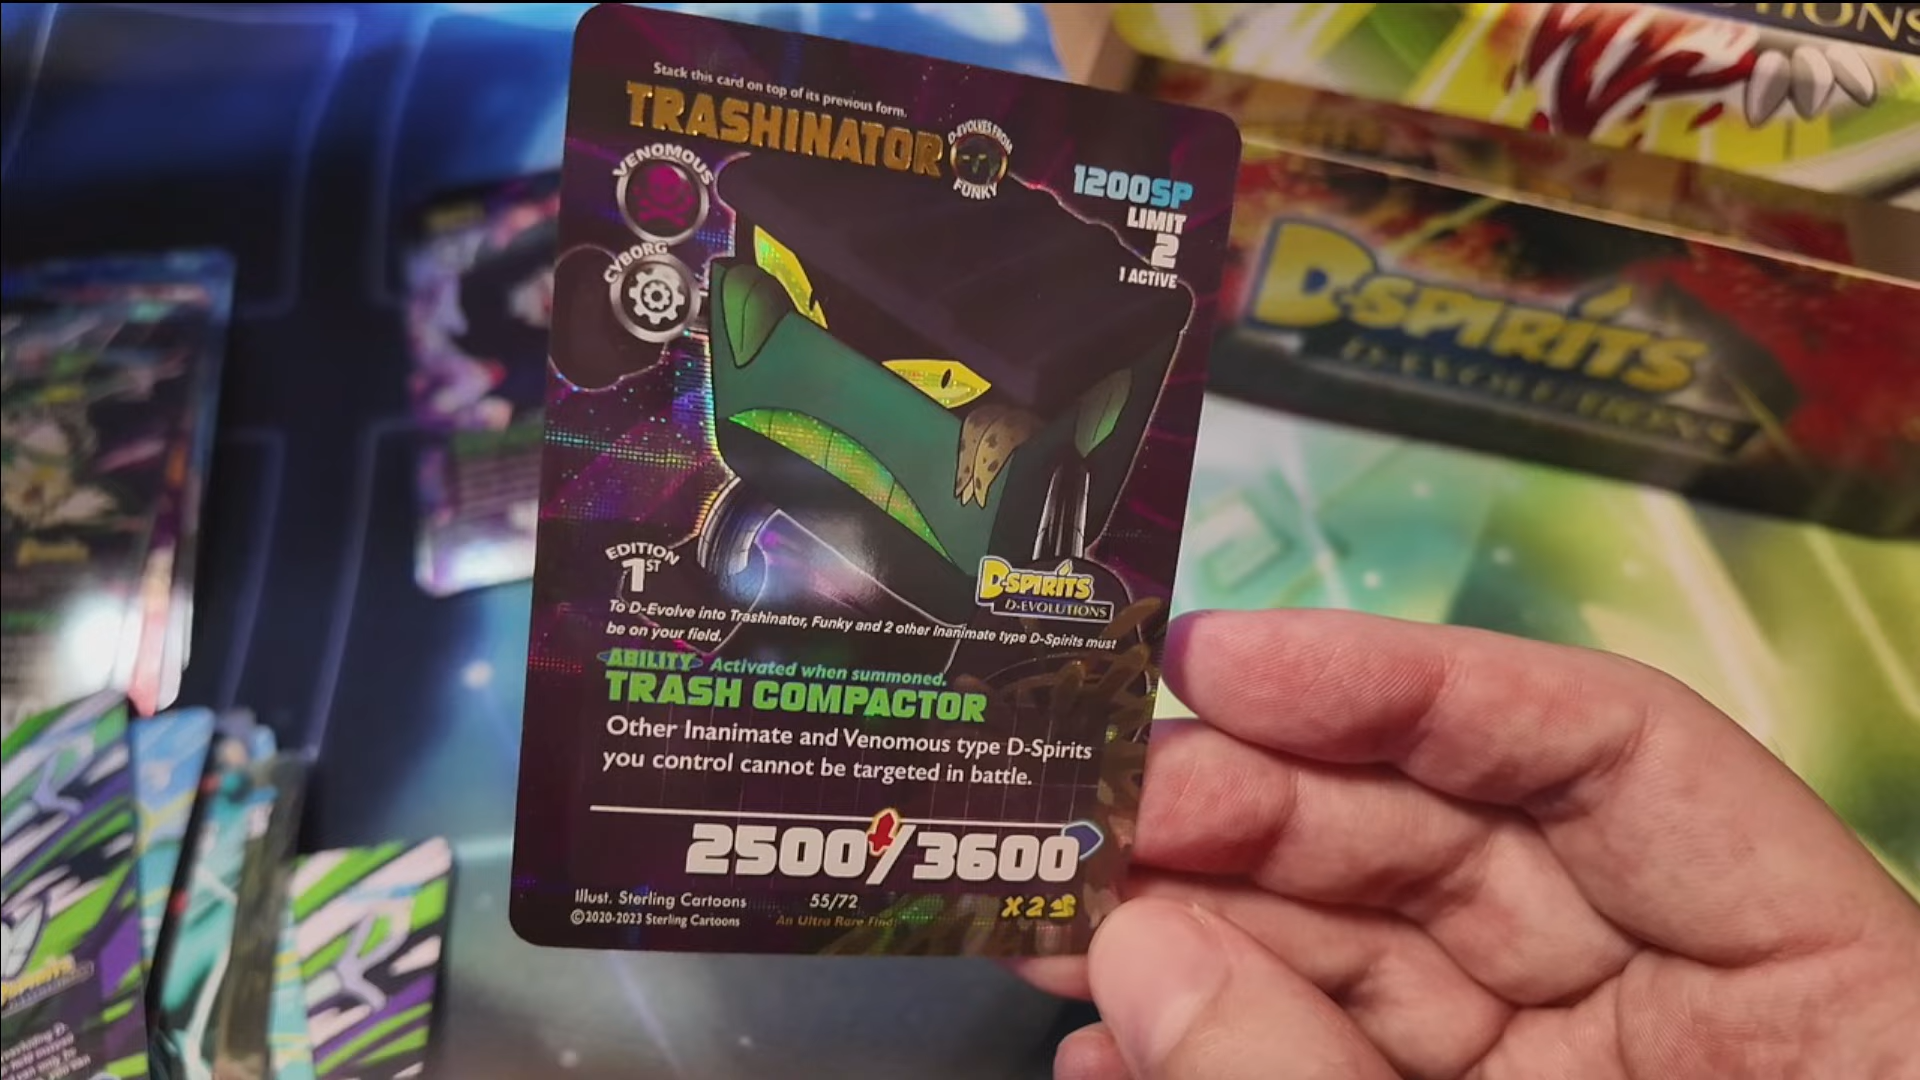 Stack this card on top of its previous form.
TRASHINATOR
D-EVOLVES FROM
FUNKY
VENOMOUS
CYBORG
1200SP
LIMIT
2
1 ACTIVE
EDITION
1ST
D-SPIRITS
D-EVOLUTIONS
To D-Evolve into Trashinator, Funky and 2 other Inanimate type D-Spirits must
be on your field.
ABILITY Activated when summoned.
TRASH COMPACTOR
Other Inanimate and Venomous type D-Spirits
you control cannot be targeted in battle.
2500/3600
Illust. Sterling Cartoons 55/72 X2
©2020-2023 Sterling Cartoons An Ultra Rare Find
D-SPIRITS
D-EVOLUTIONS